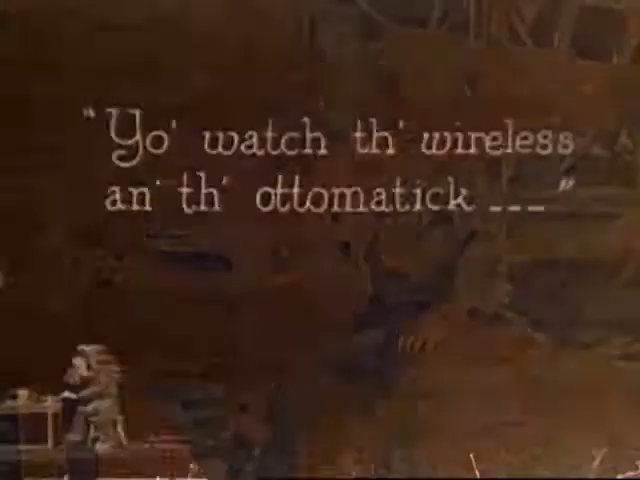 "Yo' watch th' wireless
an' th' ottomatick ---"